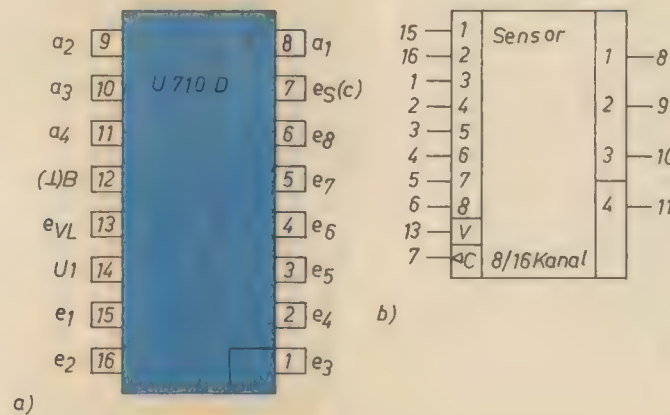 a₂ 9 8 a₁
U 710 D
a₃ 10 7 eS(c)
a₄ 11 6 e₈
(⊥)B 12 5 e₇
eVL 13 4 e₆
U1 14 3 e₅
e₁ 15 2 e₄
e₂ 16 1 e₃
a)
15 1 Sensor
16 2 1 8
1 3
2 4 2 9
3 5
4 6 3 10
5 7
6 8 4 11
13 V
7 C 8/16 Kanal
b)